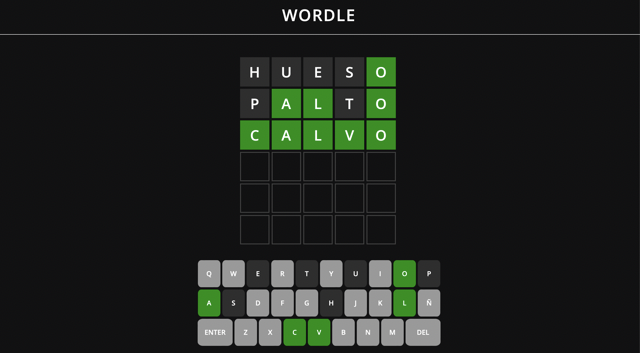 WORDLE
H U E S O
P A L T O
C A L V O
Q W E R T Y U I O P
A S D F G H J K L Ñ
ENTER Z X C V B N M DEL